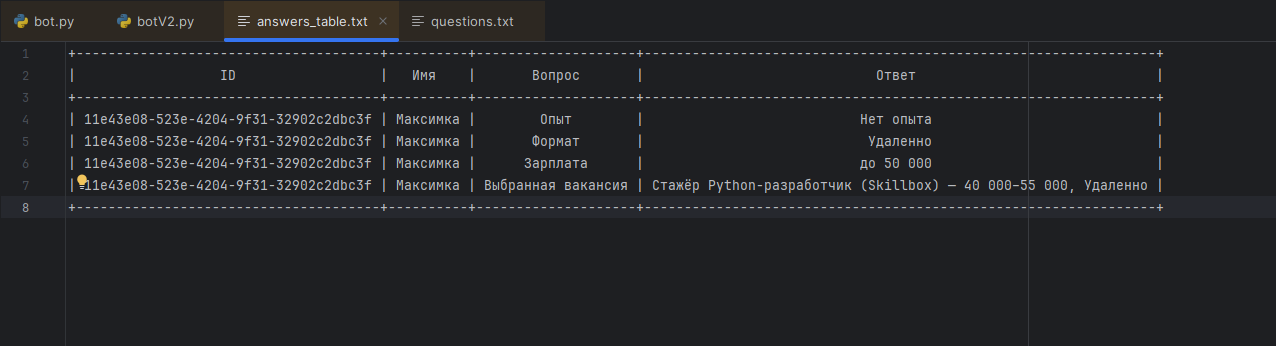 bot.py botV2.py answers_table.txt questions.txt
1 +--------------------------------------+----------+--------------------+----------------------------------------------------------------+
2 | ID | Имя | Вопрос | Ответ |
3 +--------------------------------------+----------+--------------------+----------------------------------------------------------------+
4 | 11e43e08-523e-4204-9f31-32902c2dbc3f | Максимка | Опыт | Нет опыта |
5 | 11e43e08-523e-4204-9f31-32902c2dbc3f | Максимка | Формат | Удаленно |
6 | 11e43e08-523e-4204-9f31-32902c2dbc3f | Максимка | Зарплата | до 50 000 |
7 | 11e43e08-523e-4204-9f31-32902c2dbc3f | Максимка | Выбранная вакансия | Стажёр Python-разработчик (Skillbox) — 40 000–55 000, Удаленно |
8 +--------------------------------------+----------+--------------------+----------------------------------------------------------------+